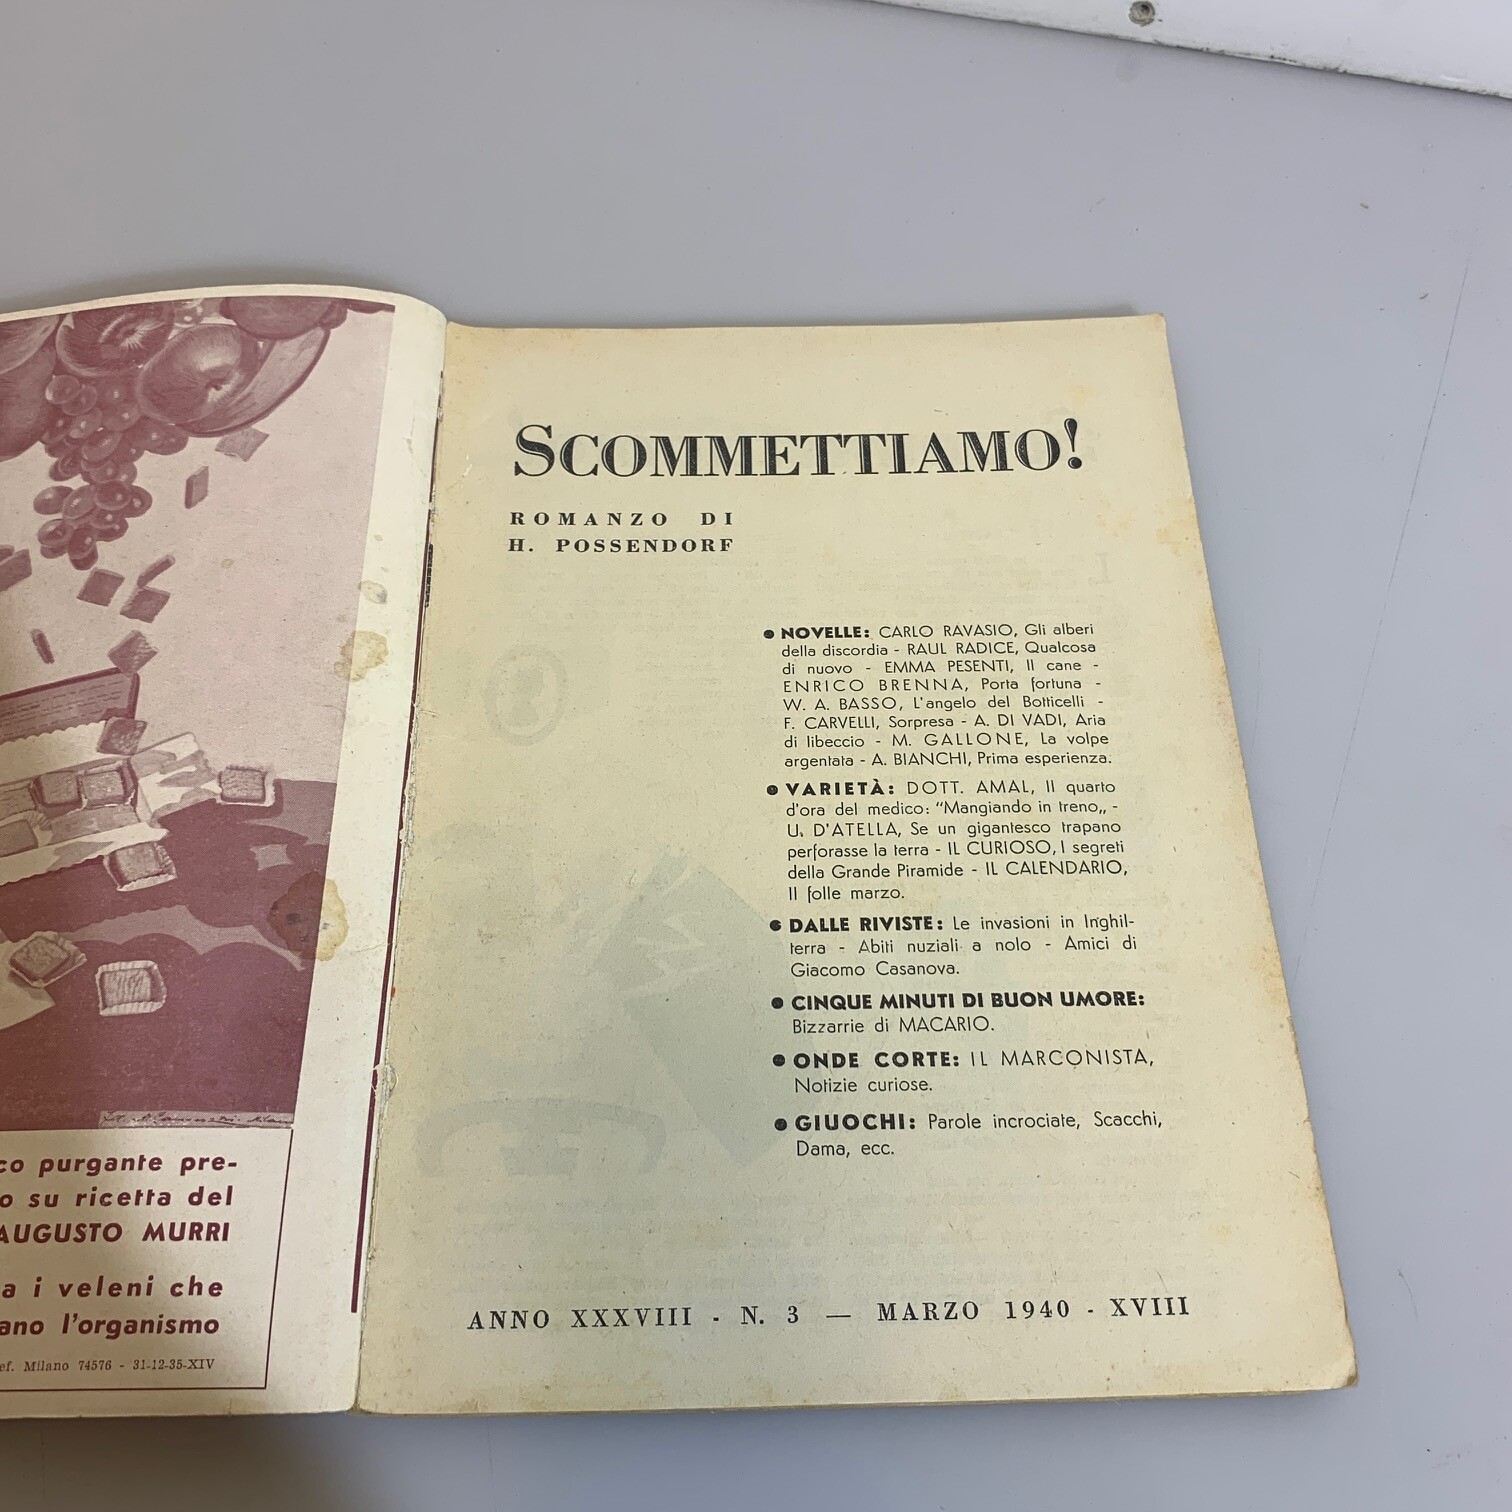 co purgante pre-
o su ricetta del
AUGUSTO MURRI
a i veleni che
ano l'organismo
ef. Milano 74576 - 31-12-35-XIV
SCOMMETTIAMO!
ROMANZO DI
H. POSSENDORF
NOVELLE: CARLO RAVASIO, Gli alberi
della discordia - RAUL RADICE, Qualcosa
di nuovo - EMMA PESENTI, Il cane -
ENRICO BRENNA, Porta fortuna -
W. A. BASSO, L'angelo del Botticelli -
F. CARVELLI, Sorpresa - A. DI VADI, Aria
di libeccio - M. GALLONE, La volpe
argentata - A. BIANCHI, Prima esperienza.
VARIETÀ: DOTT. AMAL, Il quarto
d'ora del medico: "Mangiando in treno„ -
U. D'ATELLA, Se un gigantesco trapano
perforasse la terra - IL CURIOSO, I segreti
della Grande Piramide - IL CALENDARIO,
Il folle marzo.
DALLE RIVISTE: Le invasioni in Inghil-
terra - Abiti nuziali a nolo - Amici di
Giacomo Casanova.
CINQUE MINUTI DI BUON UMORE:
Bizzarrie di MACARIO.
ONDE CORTE: IL MARCONISTA,
Notizie curiose.
GIUOCHI: Parole incrociate, Scacchi,
Dama, ecc.
ANNO XXXVIII - N. 3 — MARZO 1940 - XVIII